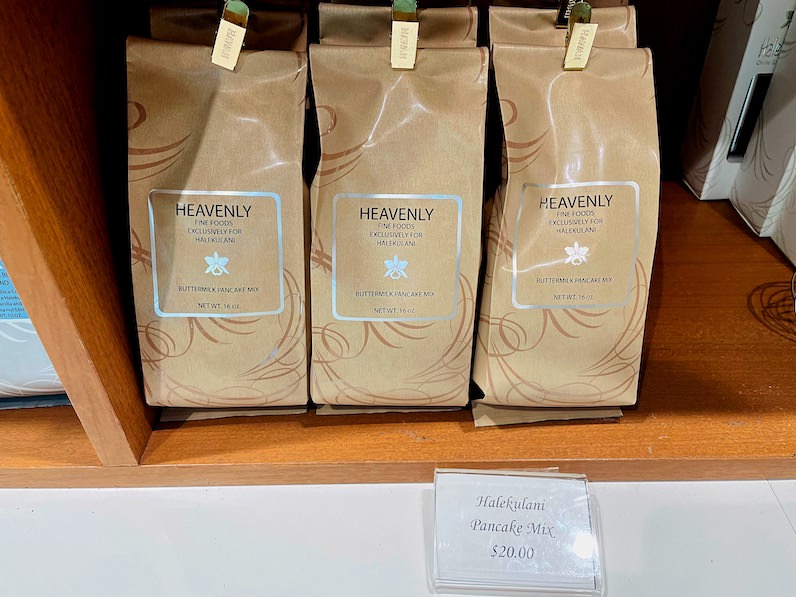 HEAVENLY
FINE FOODS
EXCLUSIVELY FOR
HALEKULANI
BUTTERMILK PANCAKE MIX
NET WT. 16 oz.
HEAVENLY
FINE FOODS
EXCLUSIVELY FOR
HALEKULANI
BUTTERMILK PANCAKE MIX
NET WT. 16 oz.
HEAVENLY
FINE FOODS
EXCLUSIVELY FOR
HALEKULANI
BUTTERMILK PANCAKE MIX
NET WT. 16 oz.
Halekulani
Pancake Mix
$20.00